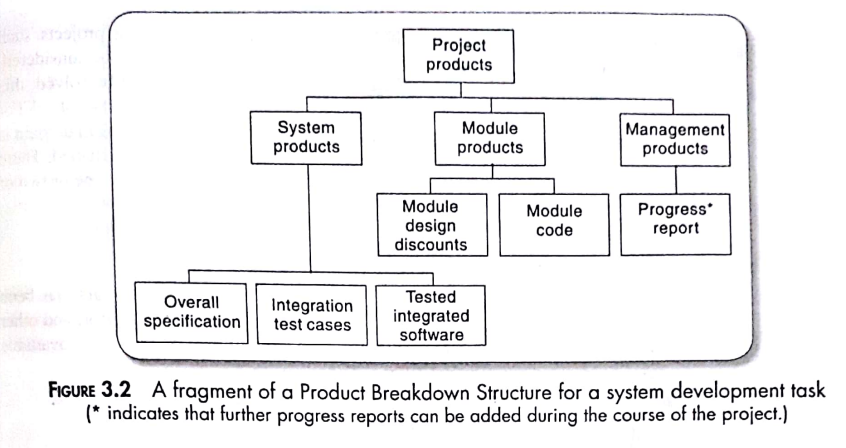 Project
products
System
products
Module
products
Management
products
Module
design
discounts
Module
code
Progress*
report
Overall
specification
Integration
test cases
Tested
integrated
software
FIGURE 3.2 A fragment of a Product Breakdown Structure for a system development task
(* indicates that further progress reports can be added during the course of the project.)